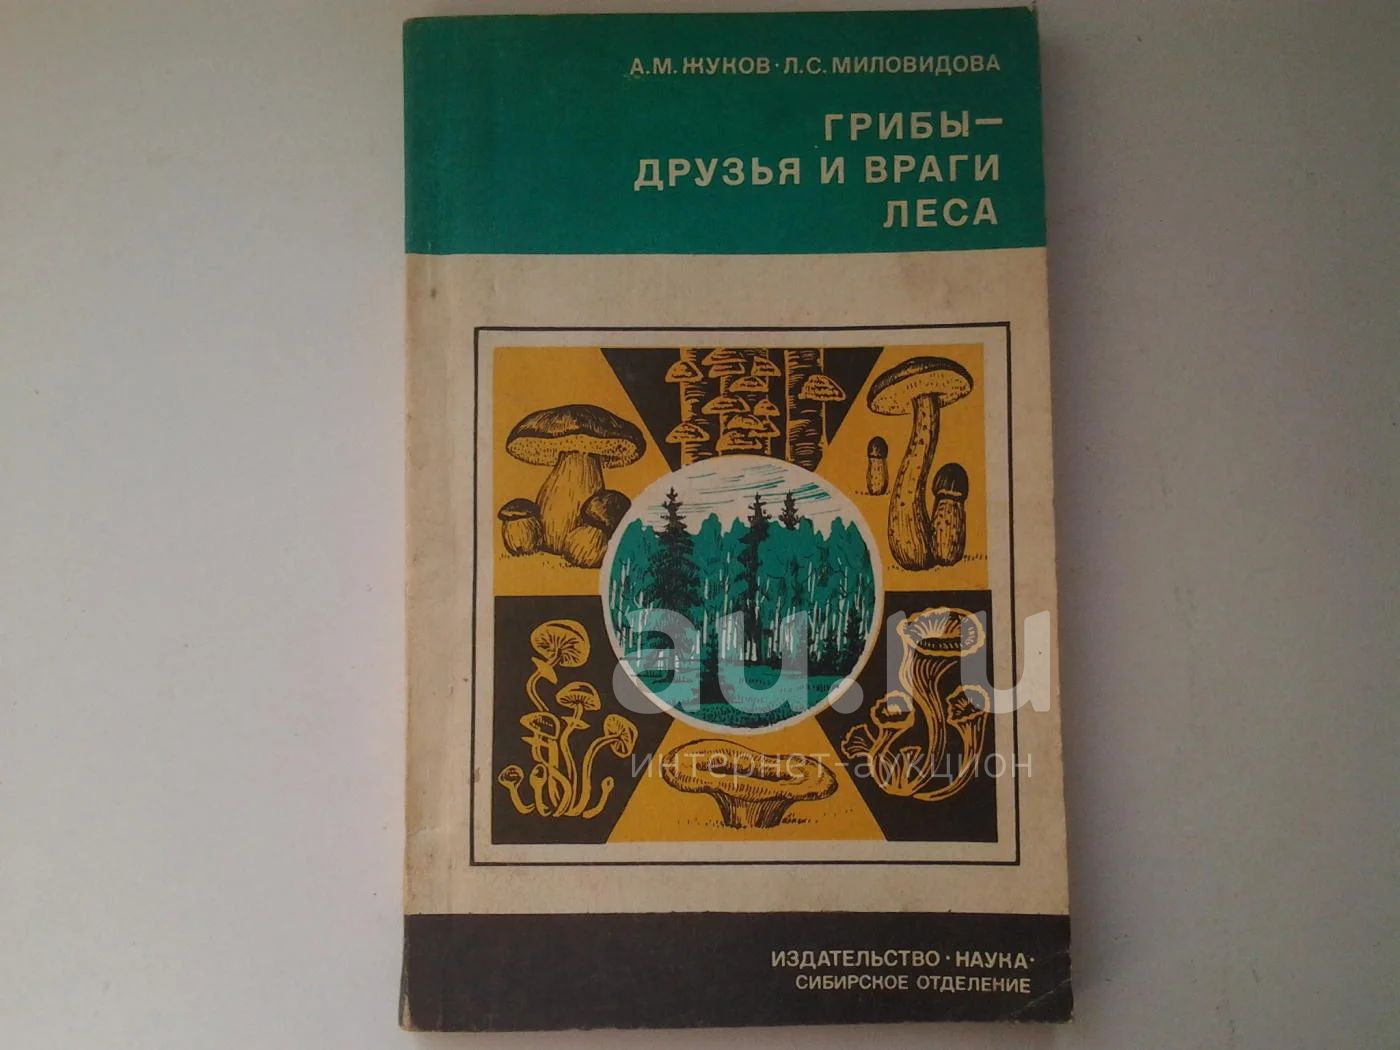 А.М. ЖУКОВ · Л.С. МИЛОВИДОВА
ГРИБЫ —
ДРУЗЬЯ И ВРАГИ
ЛЕСА
au.ru
интернет-аукцион
ИЗДАТЕЛЬСТВО · НАУКА ·
СИБИРСКОЕ ОТДЕЛЕНИЕ